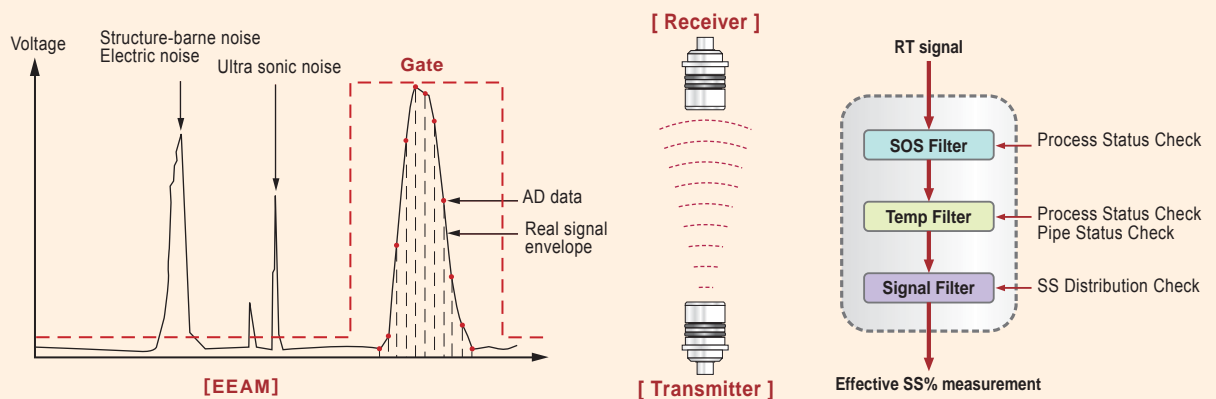 Voltage
Structure-barne noise
Electric noise
Ultra sonic noise
Gate
AD data
Real signal
envelope
[EEAM]
[ Receiver ]
[ Transmitter ]
RT signal
SOS Filter
Process Status Check
Temp Filter
Process Status Check
Pipe Status Check
Signal Filter
SS Distribution Check
Effective SS% measurement